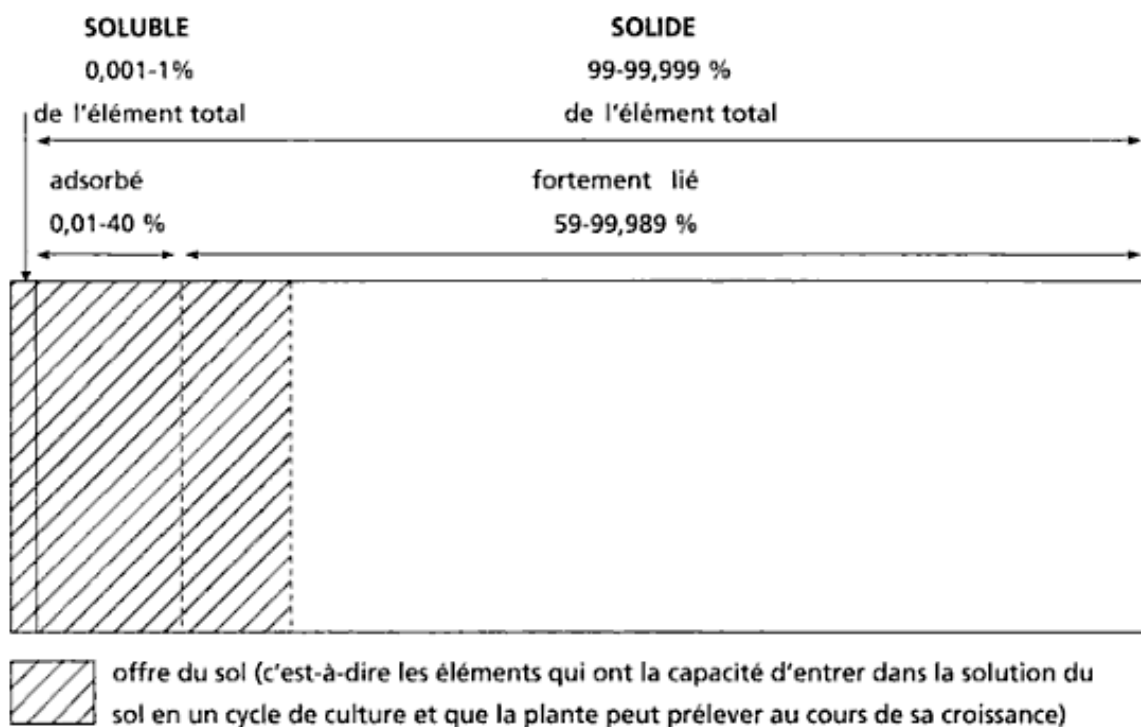 SOLUBLE
0,001-1%
de l'élément total
SOLIDE
99-99,999 %
de l'élément total
adsorbé
0,01-40 %
fortement lié
59-99,989 %
offre du sol (c'est-à-dire les éléments qui ont la capacité d'entrer dans la solution du
sol en un cycle de culture et que la plante peut prélever au cours de sa croissance)